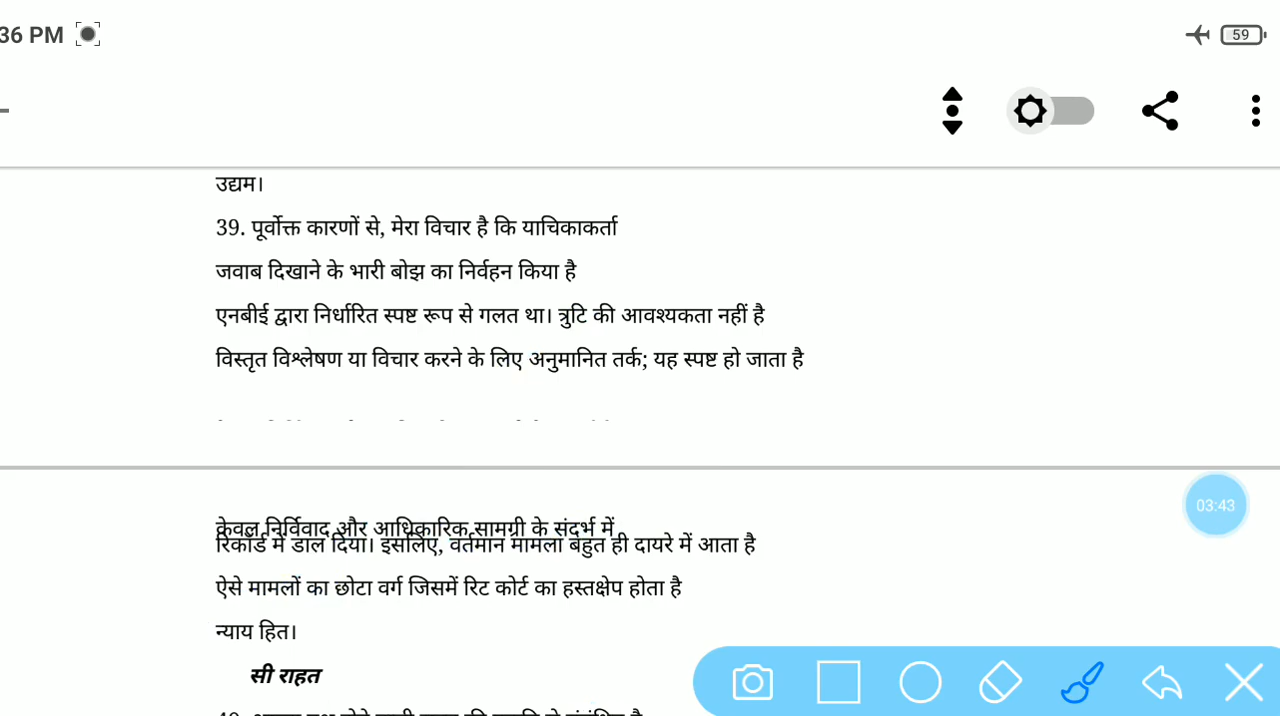 36 PM
59
उद्यम।
39. पूर्वोक्त कारणों से, मेरा विचार है कि याचिकाकर्ता
जवाब दिखाने के भारी बोझ का निर्वहन किया है
एनबीई द्वारा निर्धारित स्पष्ट रूप से गलत था। त्रुटि की आवश्यकता नहीं है
विस्तृत विश्लेषण या विचार करने के लिए अनुमानित तर्क; यह स्पष्ट हो जाता है
केवल निर्विवाद और आधिकारिक सामग्री के संदर्भ में
03:43
रिकॉर्ड में डाल दिया। इसलिए, वर्तमान मामला बहुत ही दायरे में आता है
ऐसे मामलों का छोटा वर्ग जिसमें रिट कोर्ट का हस्तक्षेप होता है
न्याय हित।
सी राहत